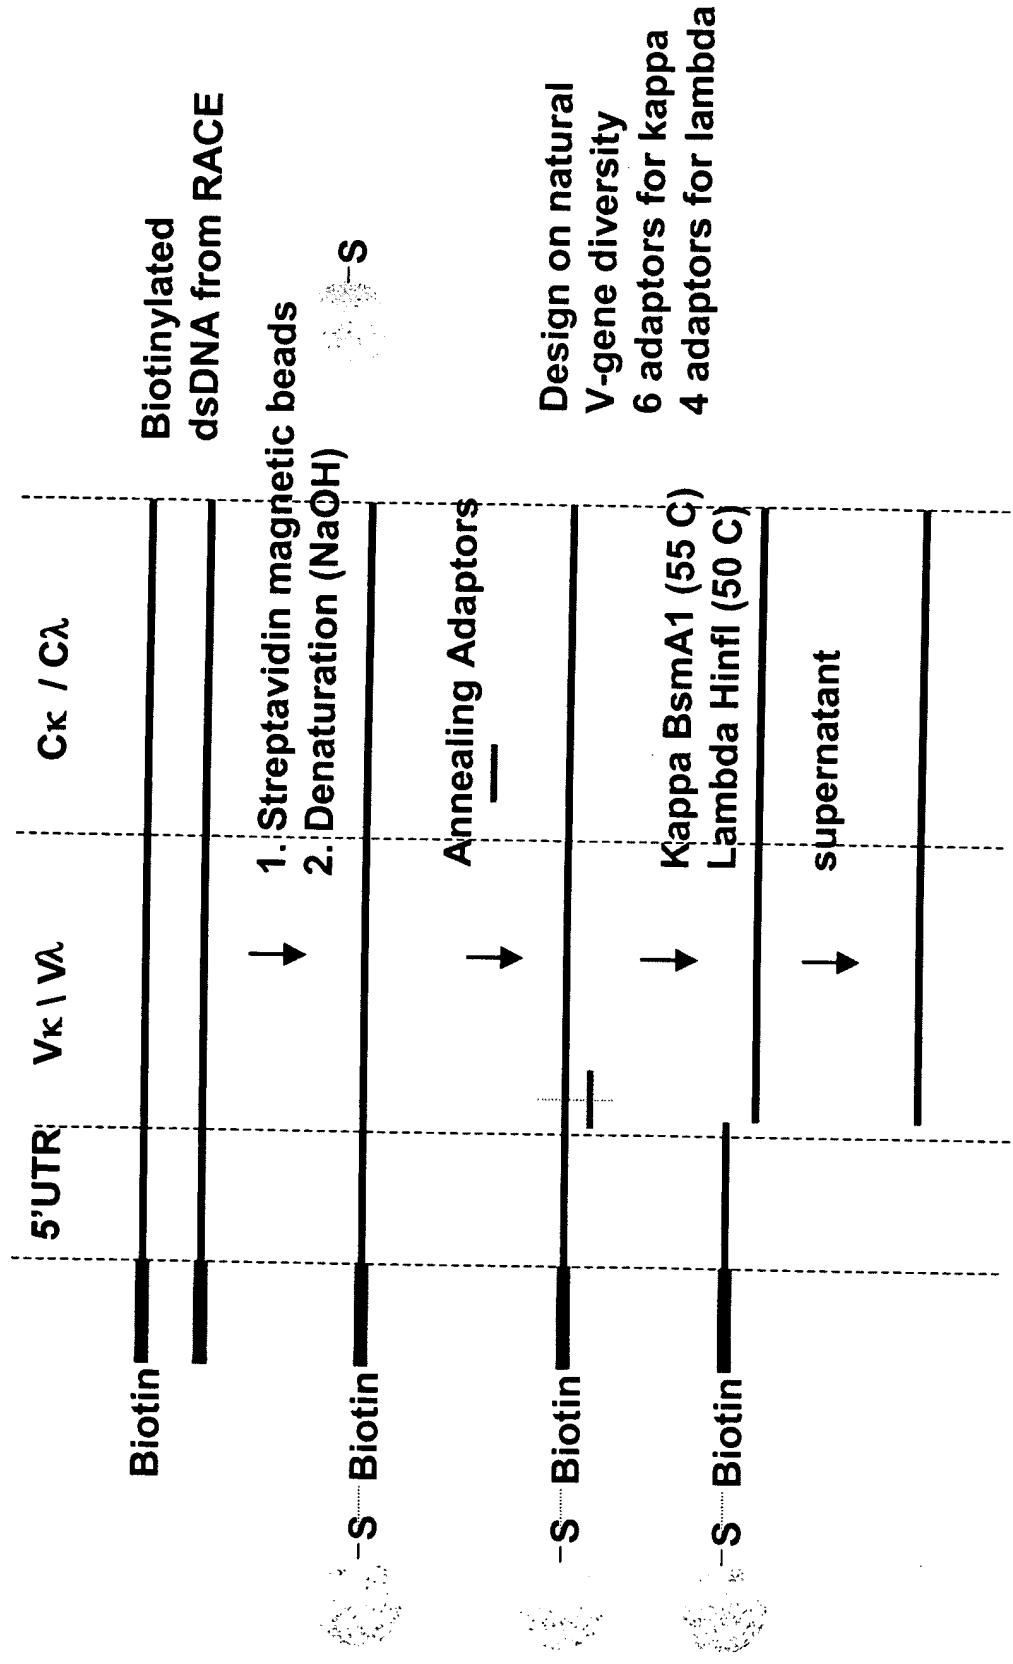 5'UTR Vκ \ Vλ Cκ / Cλ
Biotin
Biotinylated
dsDNA from RACE
1. Streptavidin magnetic beads
2. Denaturation (NaOH)
–S
–S Biotin
Annealing Adaptors
Design on natural
V-gene diversity
6 adaptors for kappa
4 adaptors for lambda
–S Biotin
Kappa BsmA1 (55 C)
Lambda HinfI (50 C)
–S Biotin
supernatant